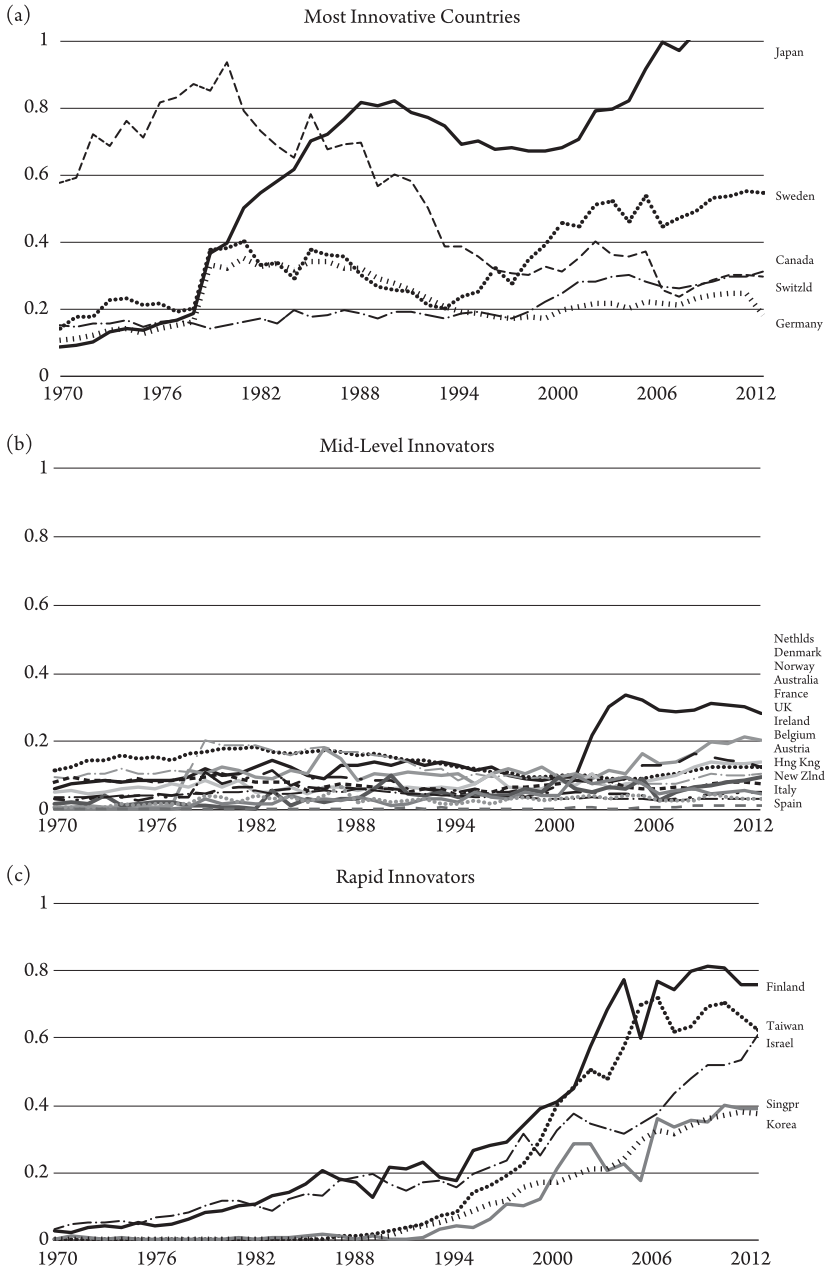 (a)
Most Innovative Countries
1
0.8
0.6
0.4
0.2
0
Japan
Sweden
Canada
Switzld
Germany
1970 1976 1982 1988 1994 2000 2006 2012
(b)
Mid-Level Innovators
1
0.8
0.6
0.4
0.2
0
Nethlds
Denmark
Norway
Australia
France
UK
Ireland
Belgium
Austria
Hng Kng
New Zlnd
Italy
Spain
1970 1976 1982 1988 1994 2000 2006 2012
(c)
Rapid Innovators
1
0.8
0.6
0.4
0.2
0
Finland
Taiwan
Israel
Singpr
Korea
1970 1976 1982 1988 1994 2000 2006 2012